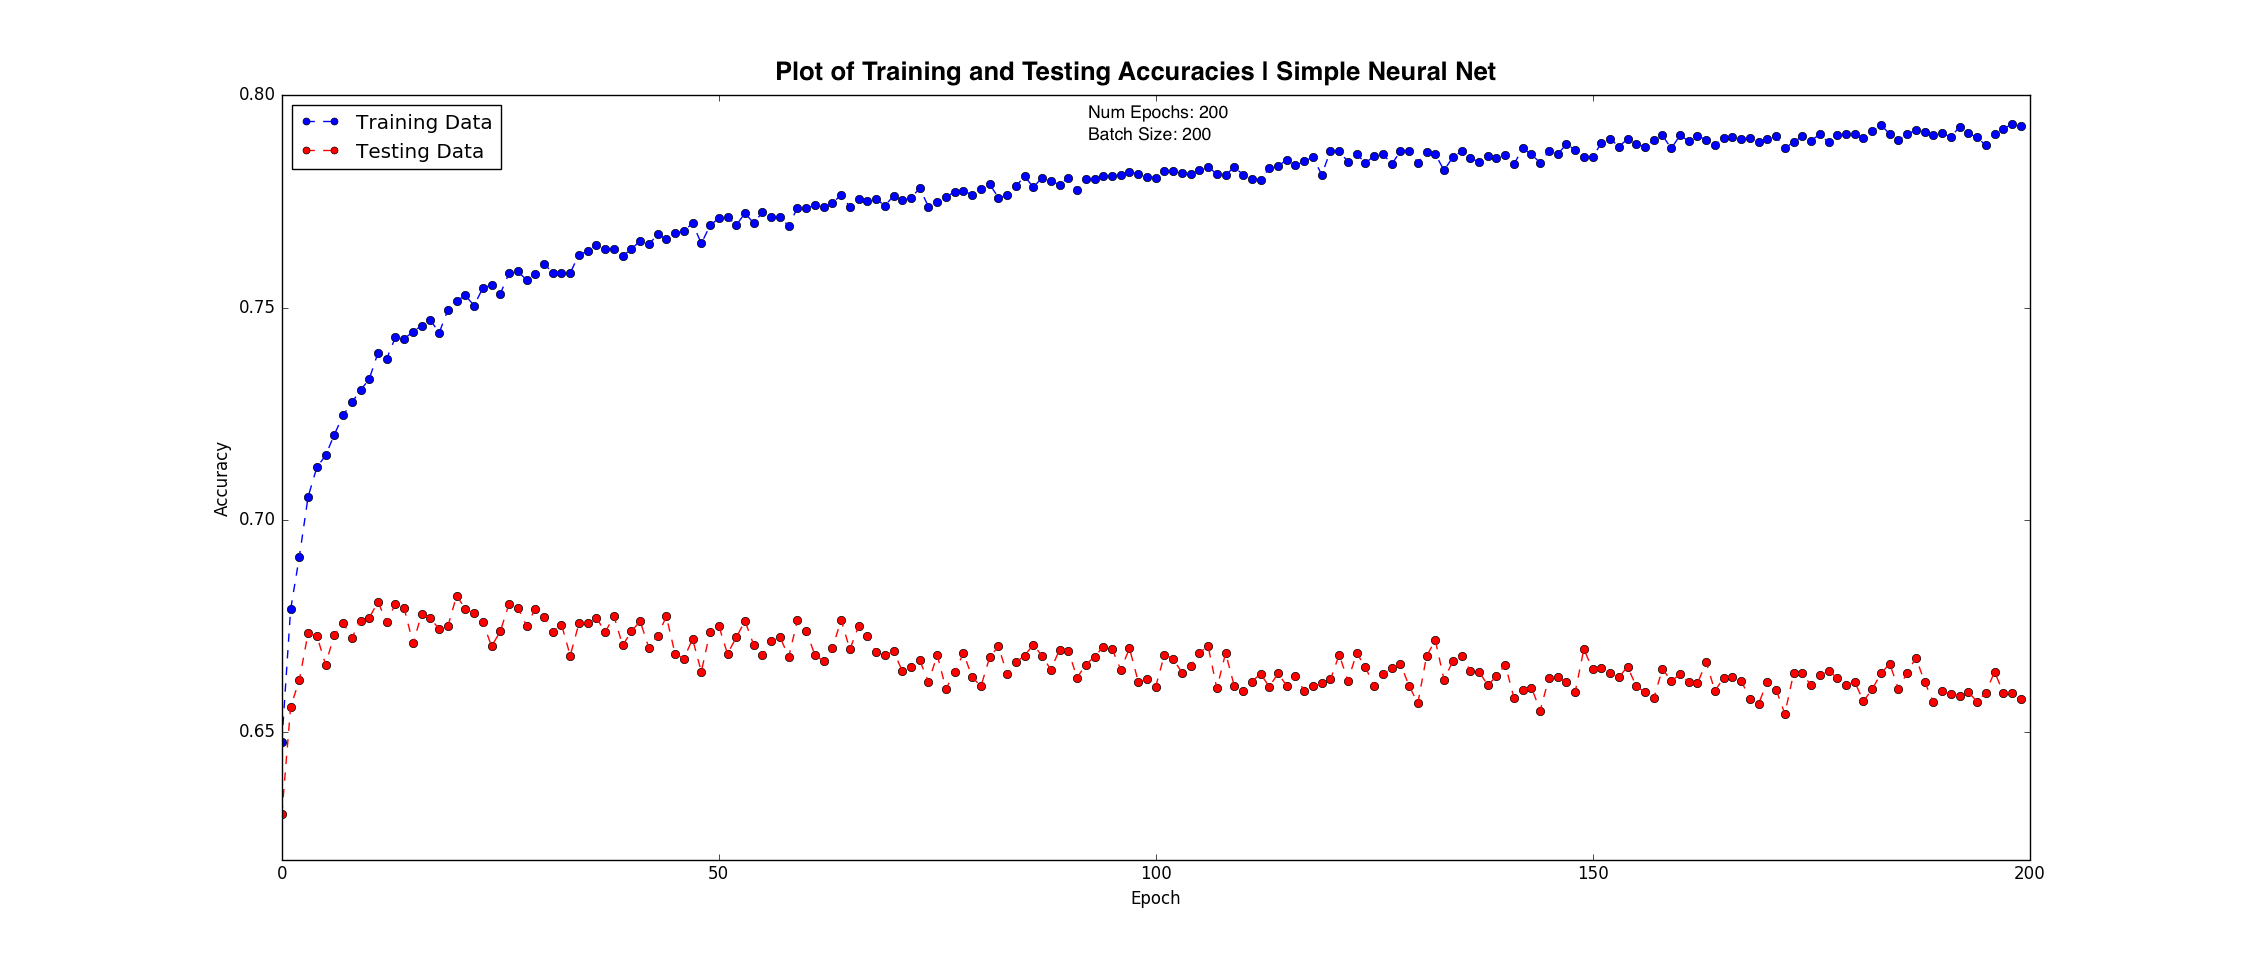 Plot of Training and Testing Accuracies | Simple Neural Net
Training Data
Testing Data
Num Epochs: 200
Batch Size: 200
0.80
0.75
0.70
0.65
Accuracy
0
50
100
150
200
Epoch